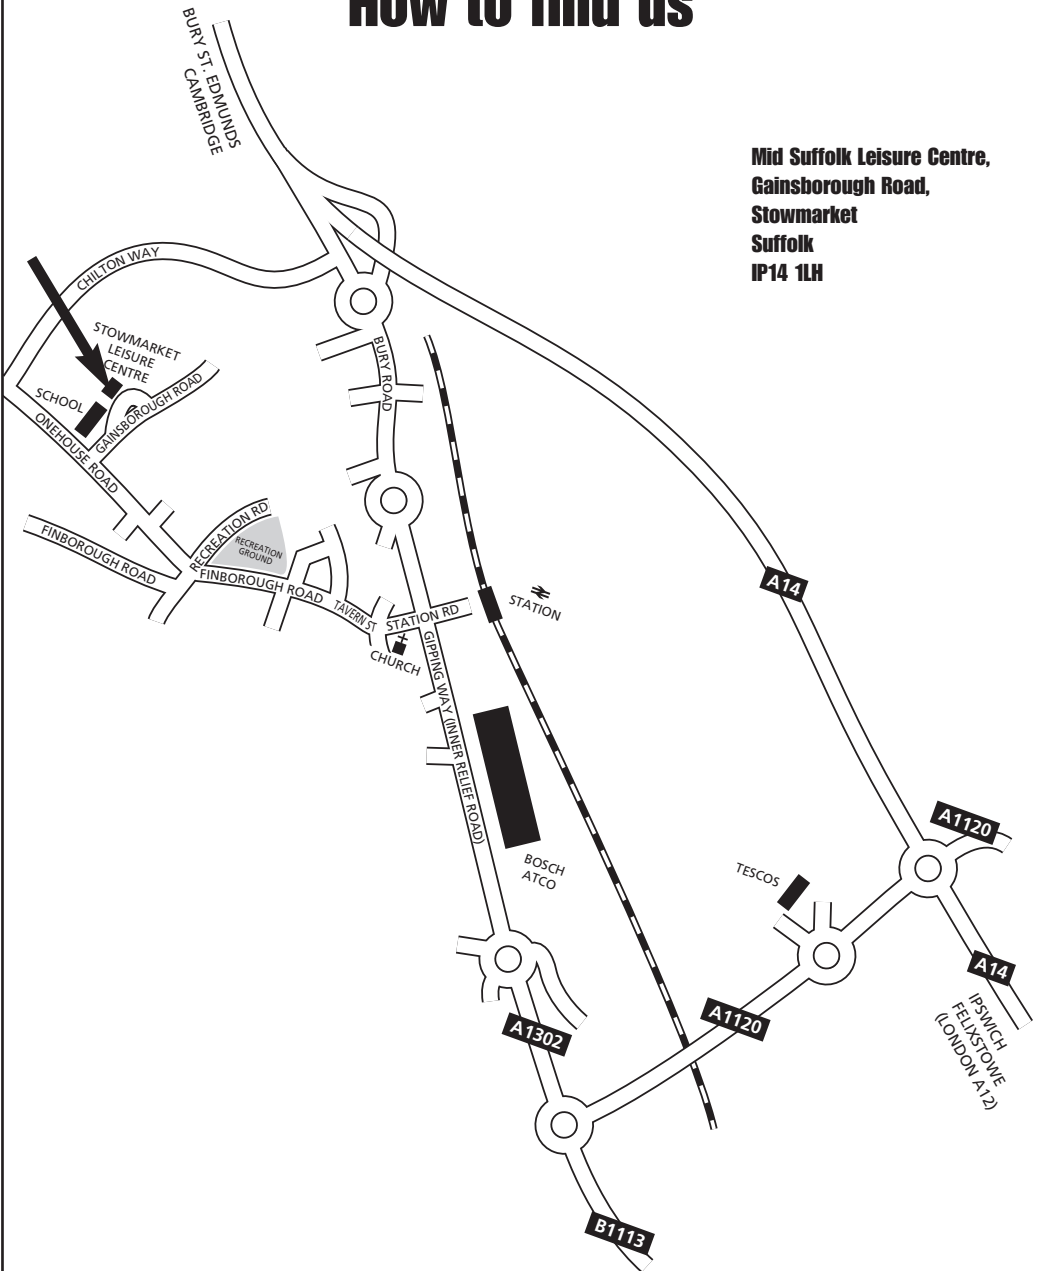 How to find us
BURY ST. EDMUNDS
CAMBRIDGE
Mid Suffolk Leisure Centre,
Gainsborough Road,
Stowmarket
Suffolk
IP14 1LH
CHILTON WAY
STOWMARKET
LEISURE
CENTRE
SCHOOL
GAINSBOROUGH ROAD
ONEHOUSE ROAD
BURY ROAD
RECREATION RD
RECREATION
GROUND
FINBOROUGH ROAD
FINBOROUGH ROAD
TAVERN ST
STATION RD
STATION
CHURCH
GIPPING WAY (INNER RELIEF ROAD)
A14
BOSCH
ATCO
TESCOS
A1120
A14
IPSWICH
FELIXSTOWE
(LONDON A12)
A1120
A1302
B1113